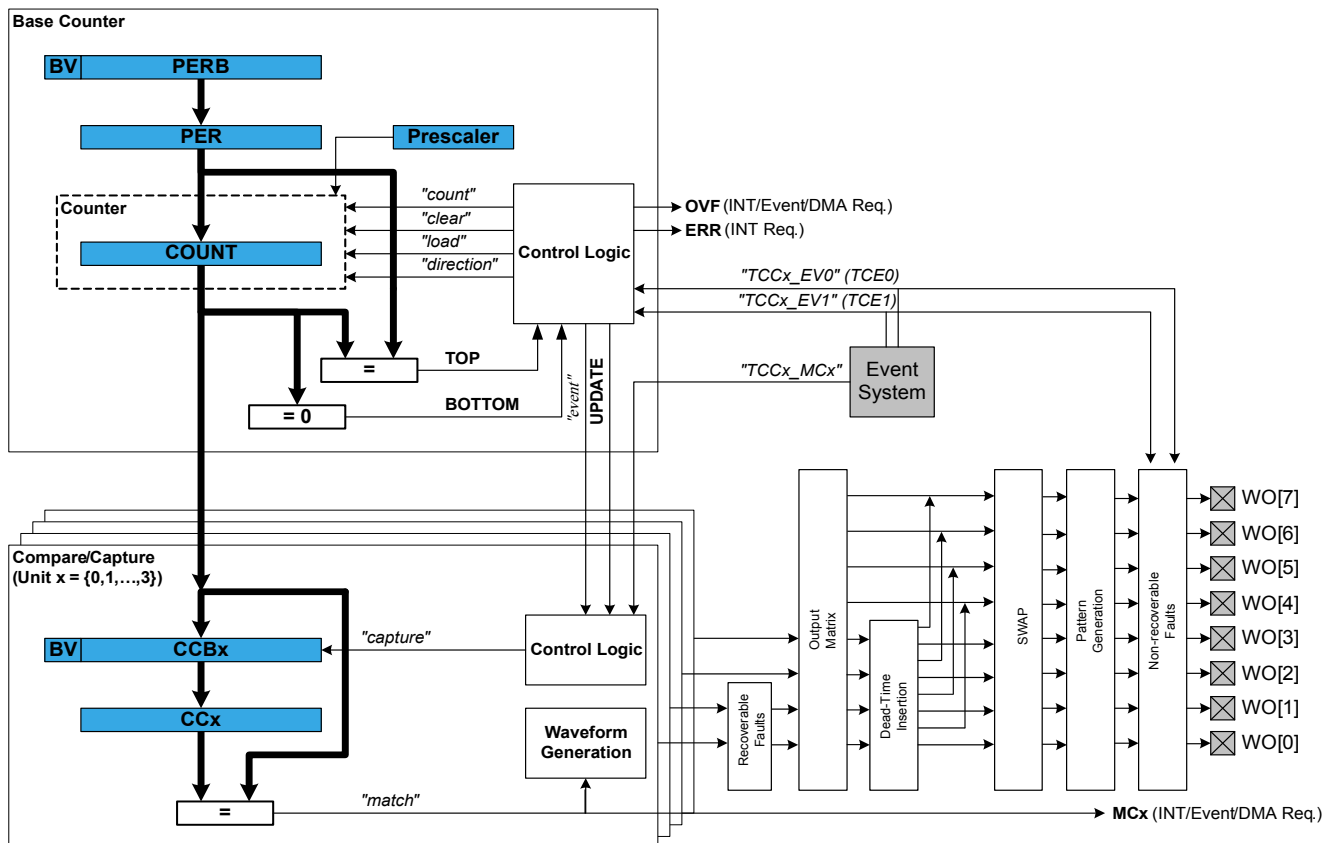 Base Counter
BV PERB
PER
Prescaler
Counter
COUNT
"count"
"clear"
"load"
"direction"
Control Logic
OVF (INT/Event/DMA Req.)
ERR (INT Req.)
"TCCx_EV0" (TCE0)
"TCCx_EV1" (TCE1)
"TCCx_MCx"
Event
System
=
TOP
= 0
BOTTOM
"event"
UPDATE
Compare/Capture
(Unit x = {0,1,...,3})
BV CCBx
"capture"
Control Logic
CCx
Waveform
Generation
=
"match"
Recoverable
Faults
Output
Matrix
Dead-Time
Insertion
SWAP
Pattern
Generation
Non-recoverable
Faults
WO[7]
WO[6]
WO[5]
WO[4]
WO[3]
WO[2]
WO[1]
WO[0]
MCx (INT/Event/DMA Req.)